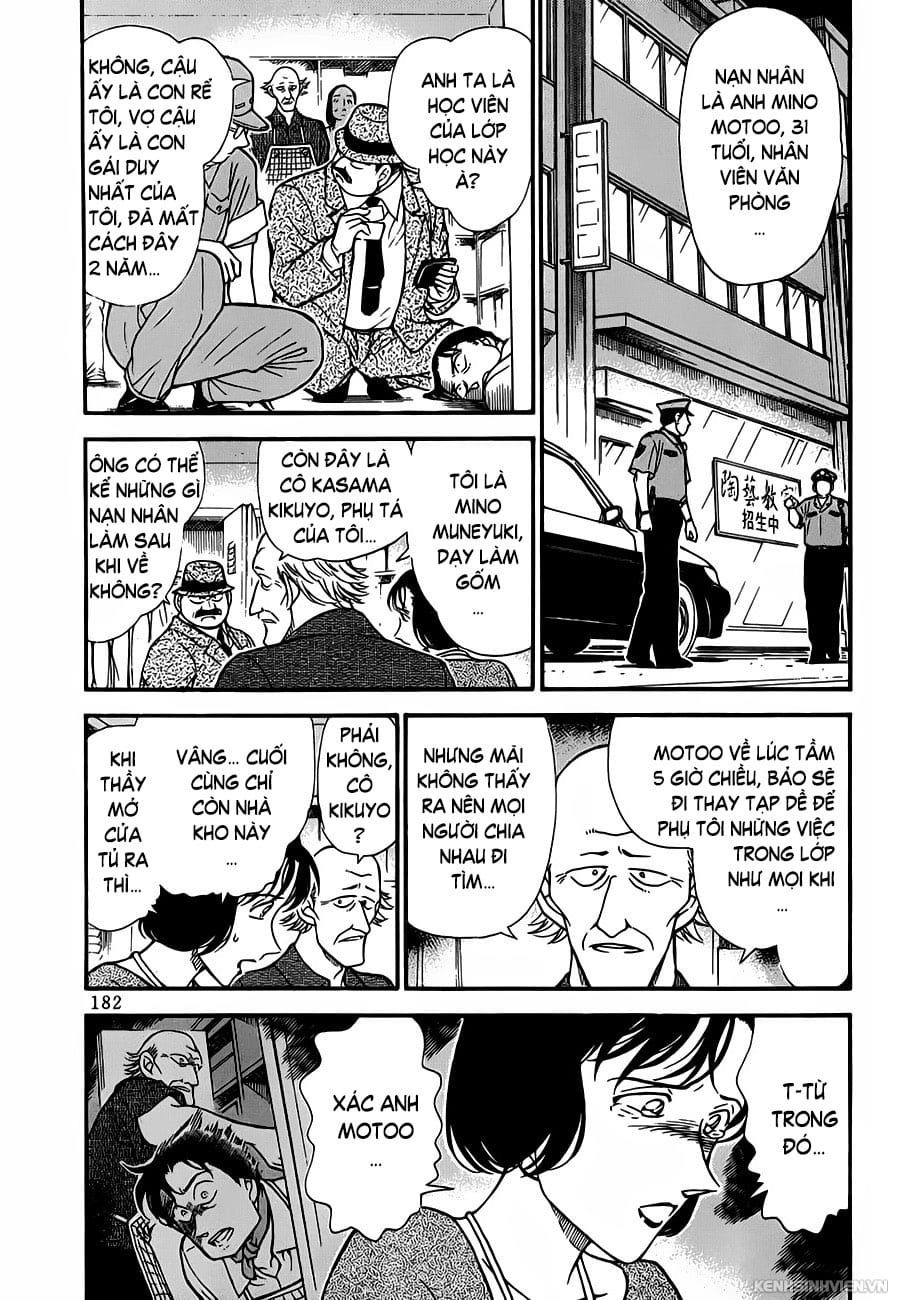 NẠN NHÂN
LÀ ANH MINO
MOTOO, 31
TUỔI, NHÂN
VIÊN VĂN
PHÒNG
...
陶藝教室
招生中
ANH TA LÀ
HỌC VIÊN
CỦA LỚP
HỌC NÀY
À?
KHÔNG, CẬU
ẤY LÀ CON RỂ
TÔI, VỢ CẬU
ẤY LÀ CON
GÁI DUY
NHẤT CỦA
TÔI, ĐÃ MẤT
CÁCH ĐÂY
2 NĂM...
TÔI LÀ
MINO
MUNEYUKI,
DẠY LÀM
GỐM
...
CÒN ĐÂY LÀ
CÔ KASAMA
KIKUYO, PHỤ TÁ
CỦA TÔI...
ÔNG CÓ THỂ
KỂ NHỮNG GÌ
NẠN NHÂN
LÀM SAU
KHI VỀ
KHÔNG?
MOTOO VỀ LÚC TẦM
5 GIỜ CHIỀU, BẢO SẼ
ĐI THAY TẠP DỀ ĐỂ
PHỤ TÔI NHỮNG VIỆC
TRONG LỚP
NHƯ MỌI KHI
...
NHƯNG MÃI
KHÔNG THẤY
RA NÊN MỌI
NGƯỜI CHIA
NHAU ĐI
TÌM...
PHẢI
KHÔNG,
CÔ
KIKUYO?
VÂNG... CUỐI
CÙNG CHỈ
CÒN NHÀ
KHO NÀY
...
KHI
THẦY
MỞ
CỬA
TỦ RA
THÌ...
182
T-TỪ
TRONG
ĐÓ...
XÁC ANH
MOTOO
...
KENHSINHVIEN.VN